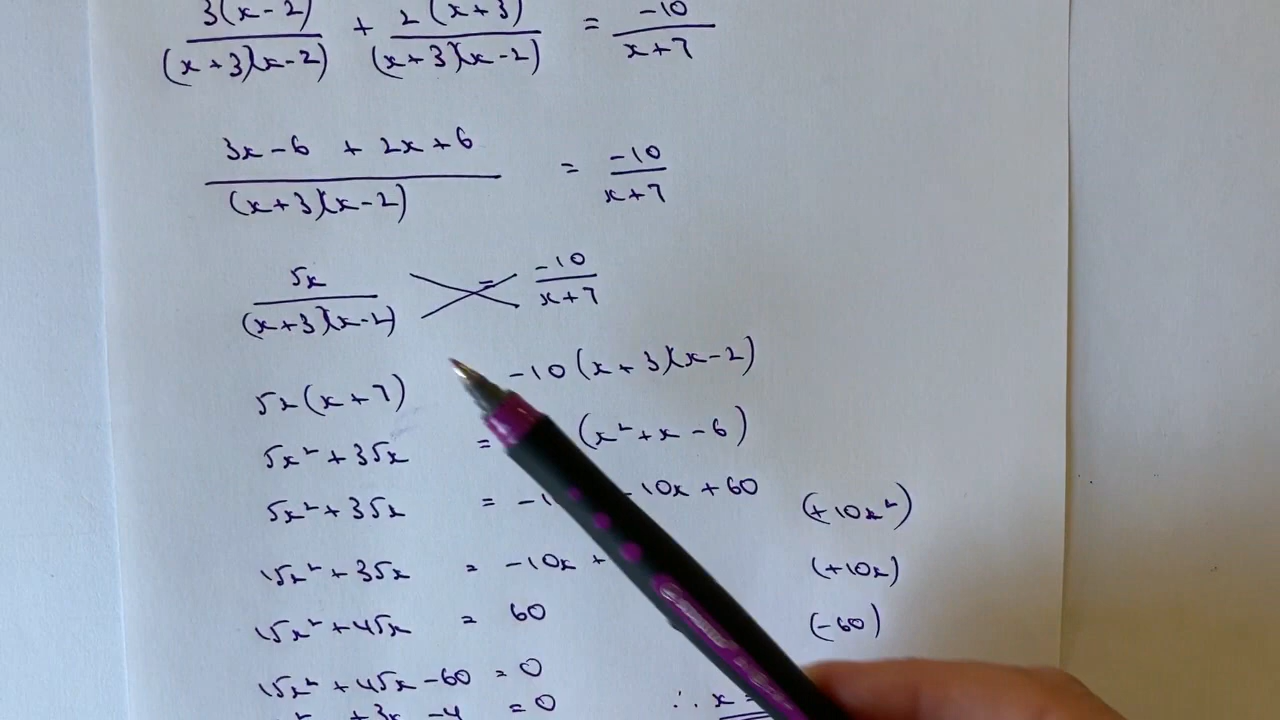 3(x-2)/(x+3)(x-2) + 2(x+3)/(x+3)(x-2) = -10/x+7
3x-6 + 2x+6/(x+3)(x-2) = -10/x+7
5x/(x+3)(x-2) = -10/x+7
5x(x+7) -10(x+3)(x-2)
5x²+35x = (x²+x-6)
5x²+35x = -1 -10x+60 (+10x²)
15x²+35x = -10x + (+10x)
15x²+45x = 60 (-60)
15x²+45x-60 = 0
+3x -4 = 0 ∴ x =